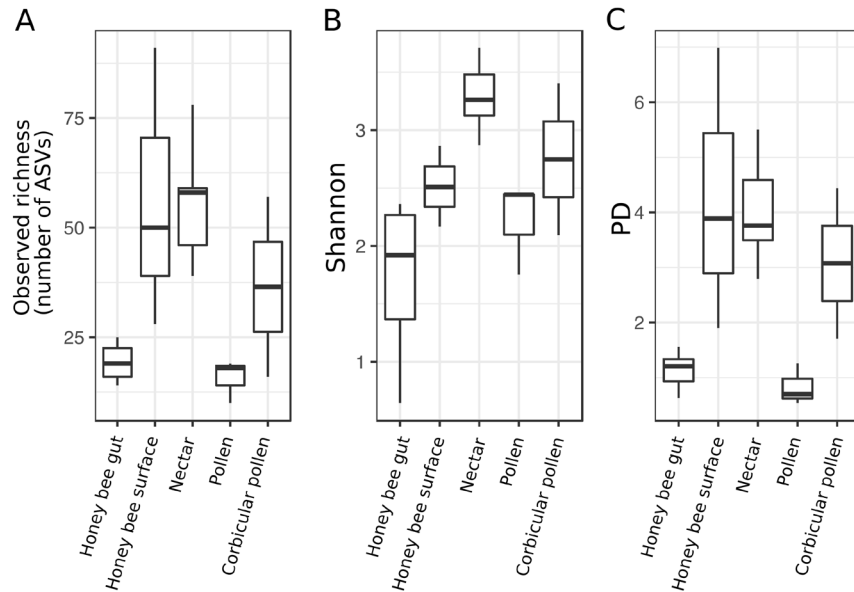 A
B
C
Observed richness
(number of ASVs)
75
50
25
Shannon
3
2
1
PD
6
4
2
Honey bee gut
Honey bee surface
Nectar
Pollen
Corbicular pollen
Honey bee gut
Honey bee surface
Nectar
Pollen
Corbicular pollen
Honey bee gut
Honey bee surface
Nectar
Pollen
Corbicular pollen